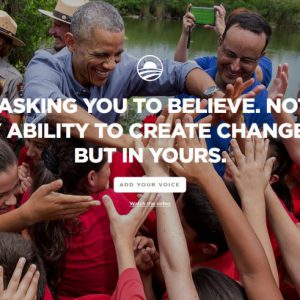 ASKING YOU TO BELIEVE. NOT
ABILITY TO CREATE CHANGE
BUT IN YOURS.
ADD YOUR VOICE
Watch the video